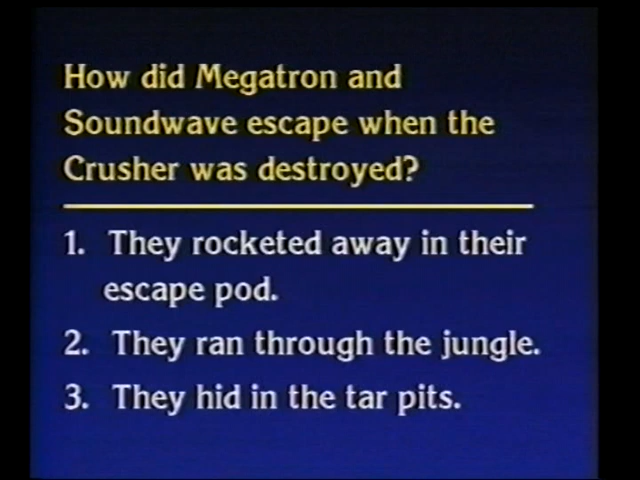 How did Megatron and
Soundwave escape when the
Crusher was destroyed?
1. They rocketed away in their
escape pod.
2. They ran through the jungle.
3. They hid in the tar pits.